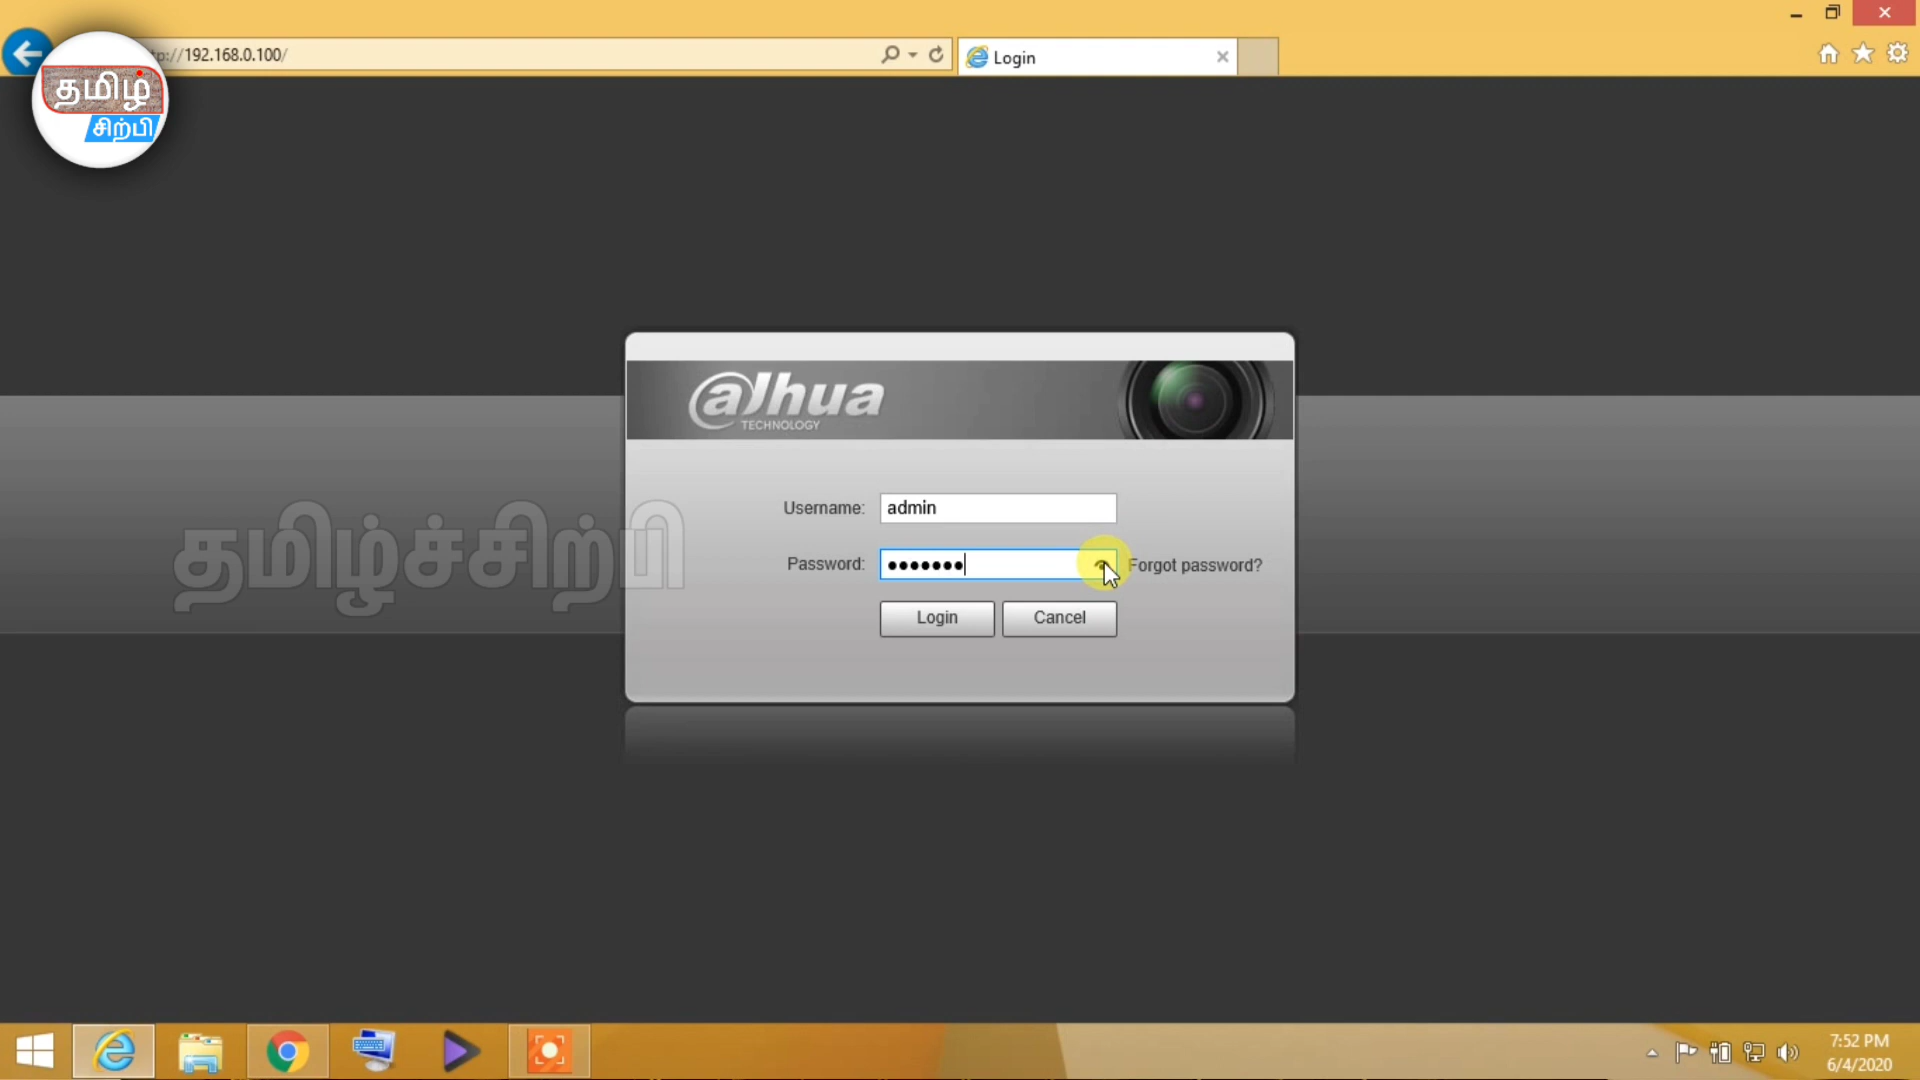 tp://192.168.0.100/
Login
தமிழ்
சிற்பி
alhua
TECHNOLOGY
Username:
admin
Password:
●●●●●●●
Forgot password?
Login
Cancel
தமிழ்ச்சிற்பி
7:52 PM
6/4/2020